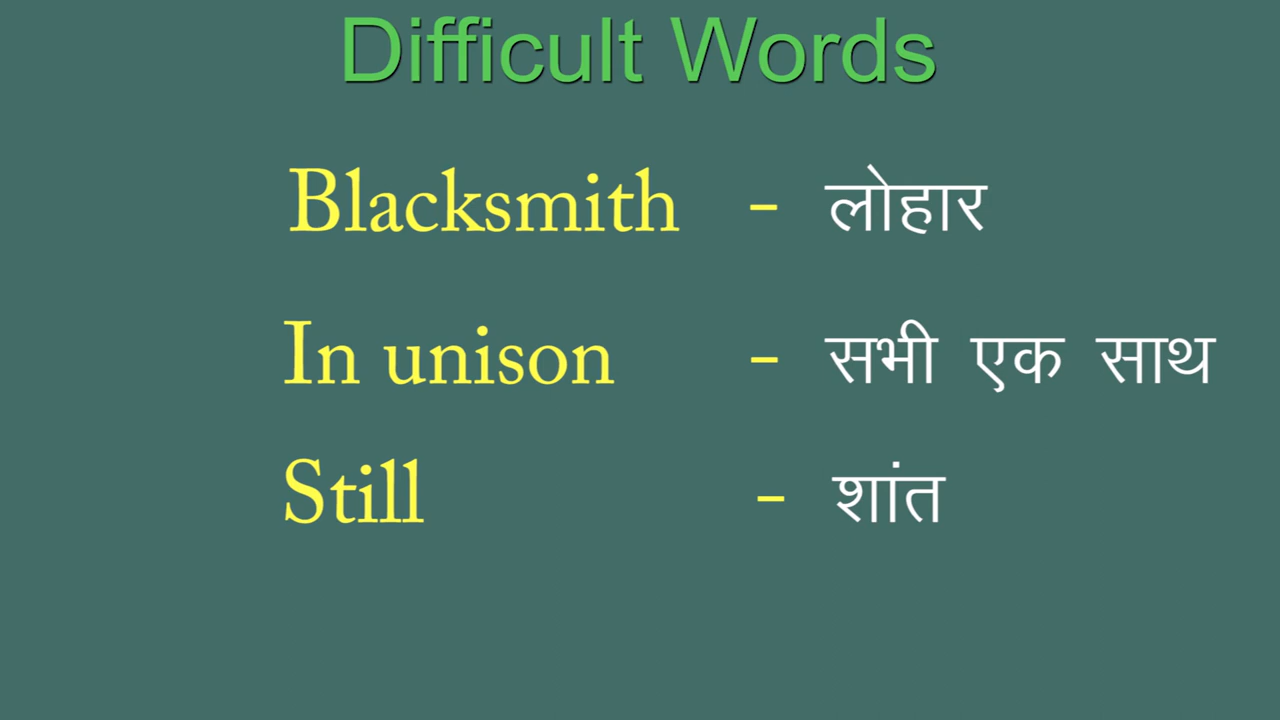 Difficult Words
Blacksmith - लोहार
In unison - सभी एक साथ
Still - शांत